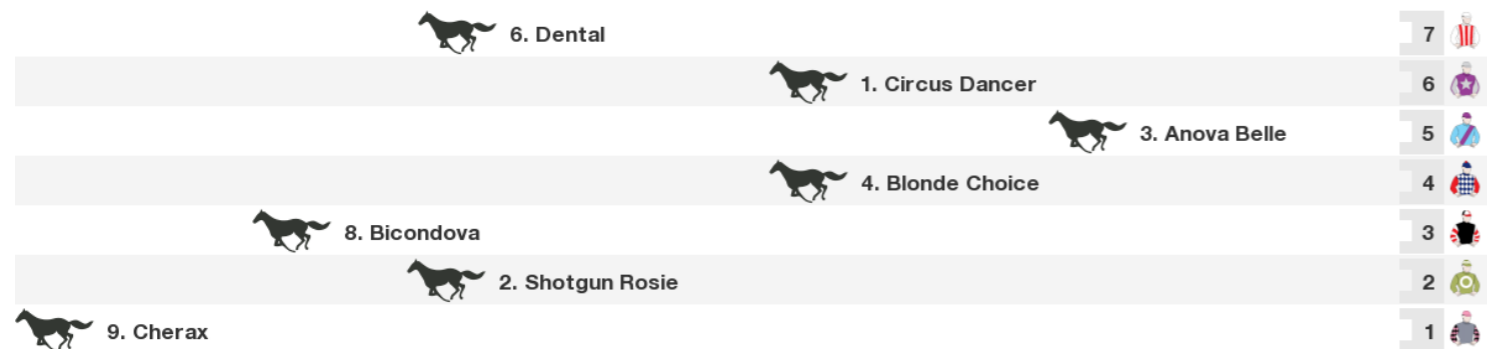 6. Dental 7
1. Circus Dancer 6
3. Anova Belle 5
4. Blonde Choice 4
8. Bicondova 3
2. Shotgun Rosie 2
9. Cherax 1